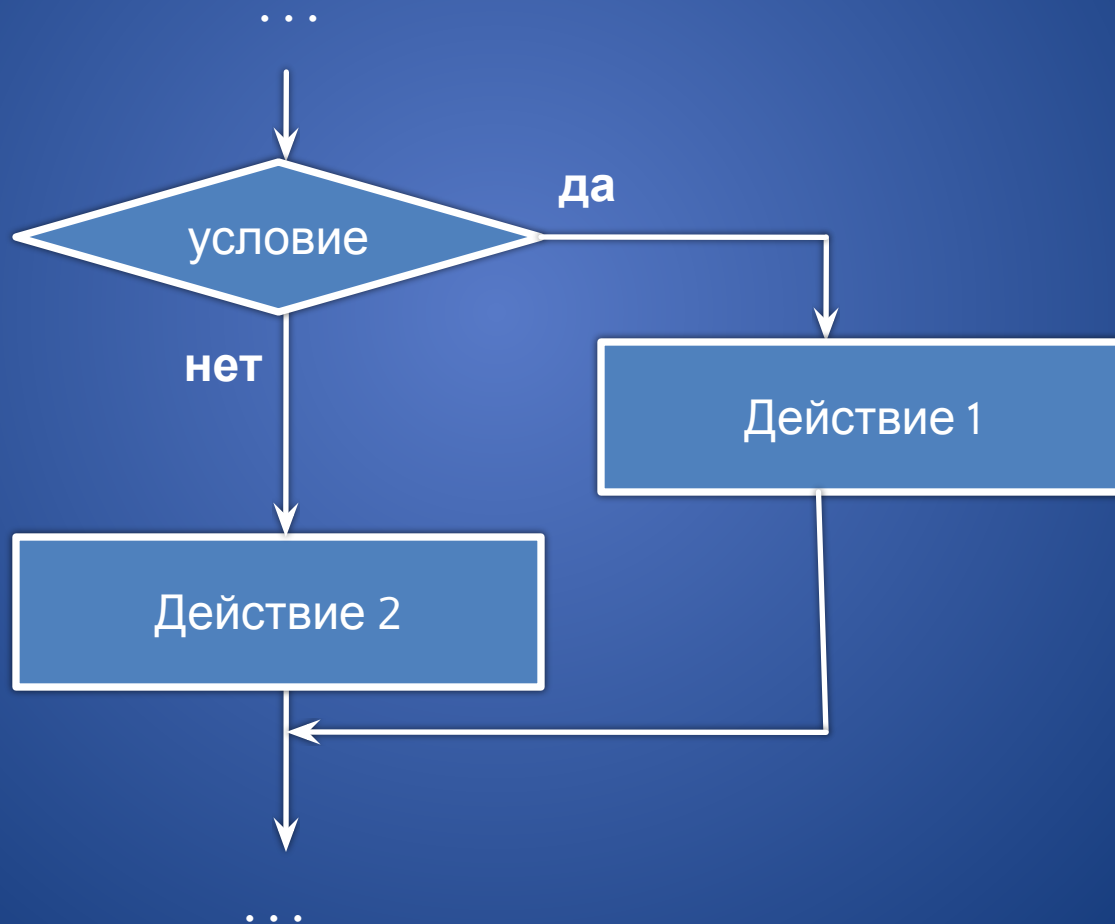 . . .
да
условие
нет
Действие 1
Действие 2
. . .